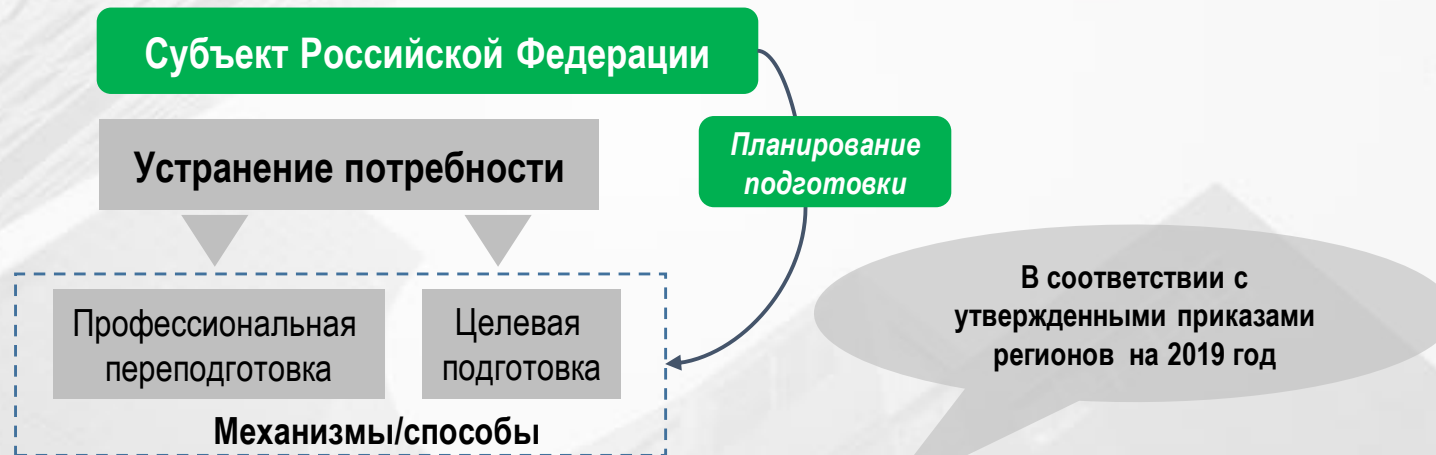 Субъект Российской Федерации
Устранение потребности
Планирование
подготовки
Профессиональная
переподготовка
Целевая
подготовка
Механизмы/способы
В соответствии с
утвержденными приказами
регионов на 2019 год